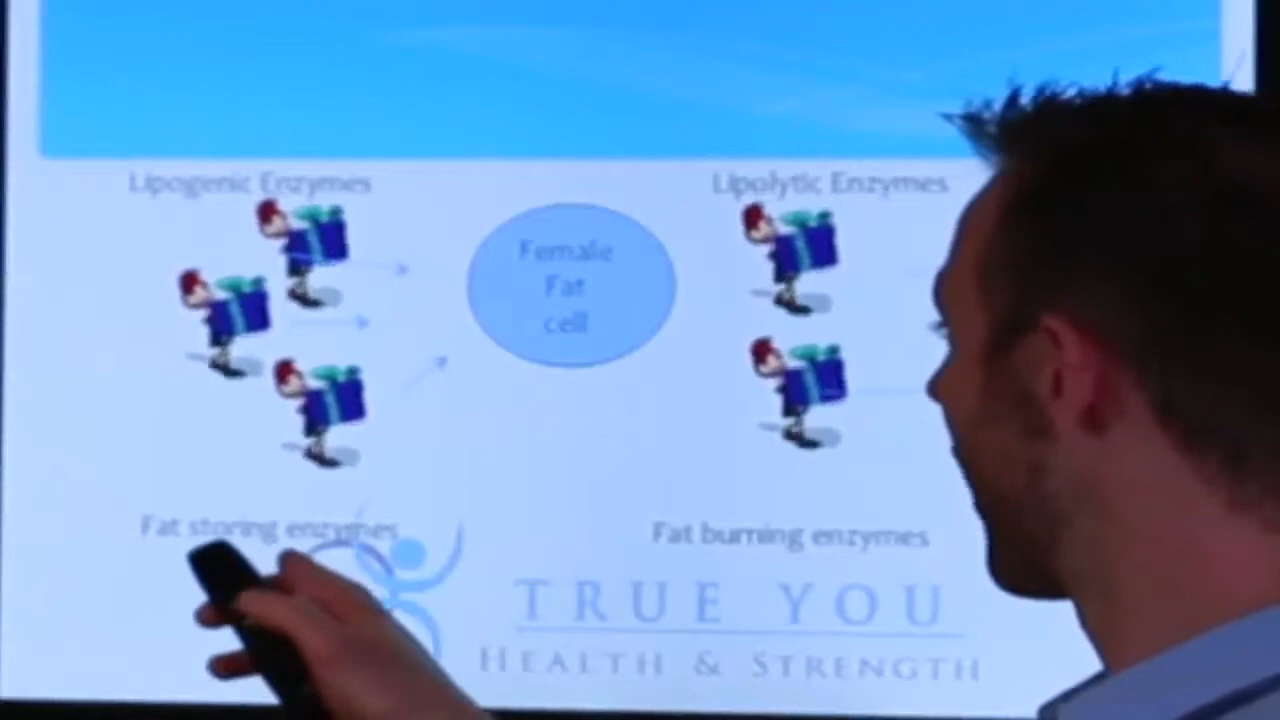 Lipogenic Enzymes
Lipolytic Enzymes
Female
Fat
cell
Fat storing enzymes
Fat burning enzymes
TRUE YOU
HEALTH & STRENGTH